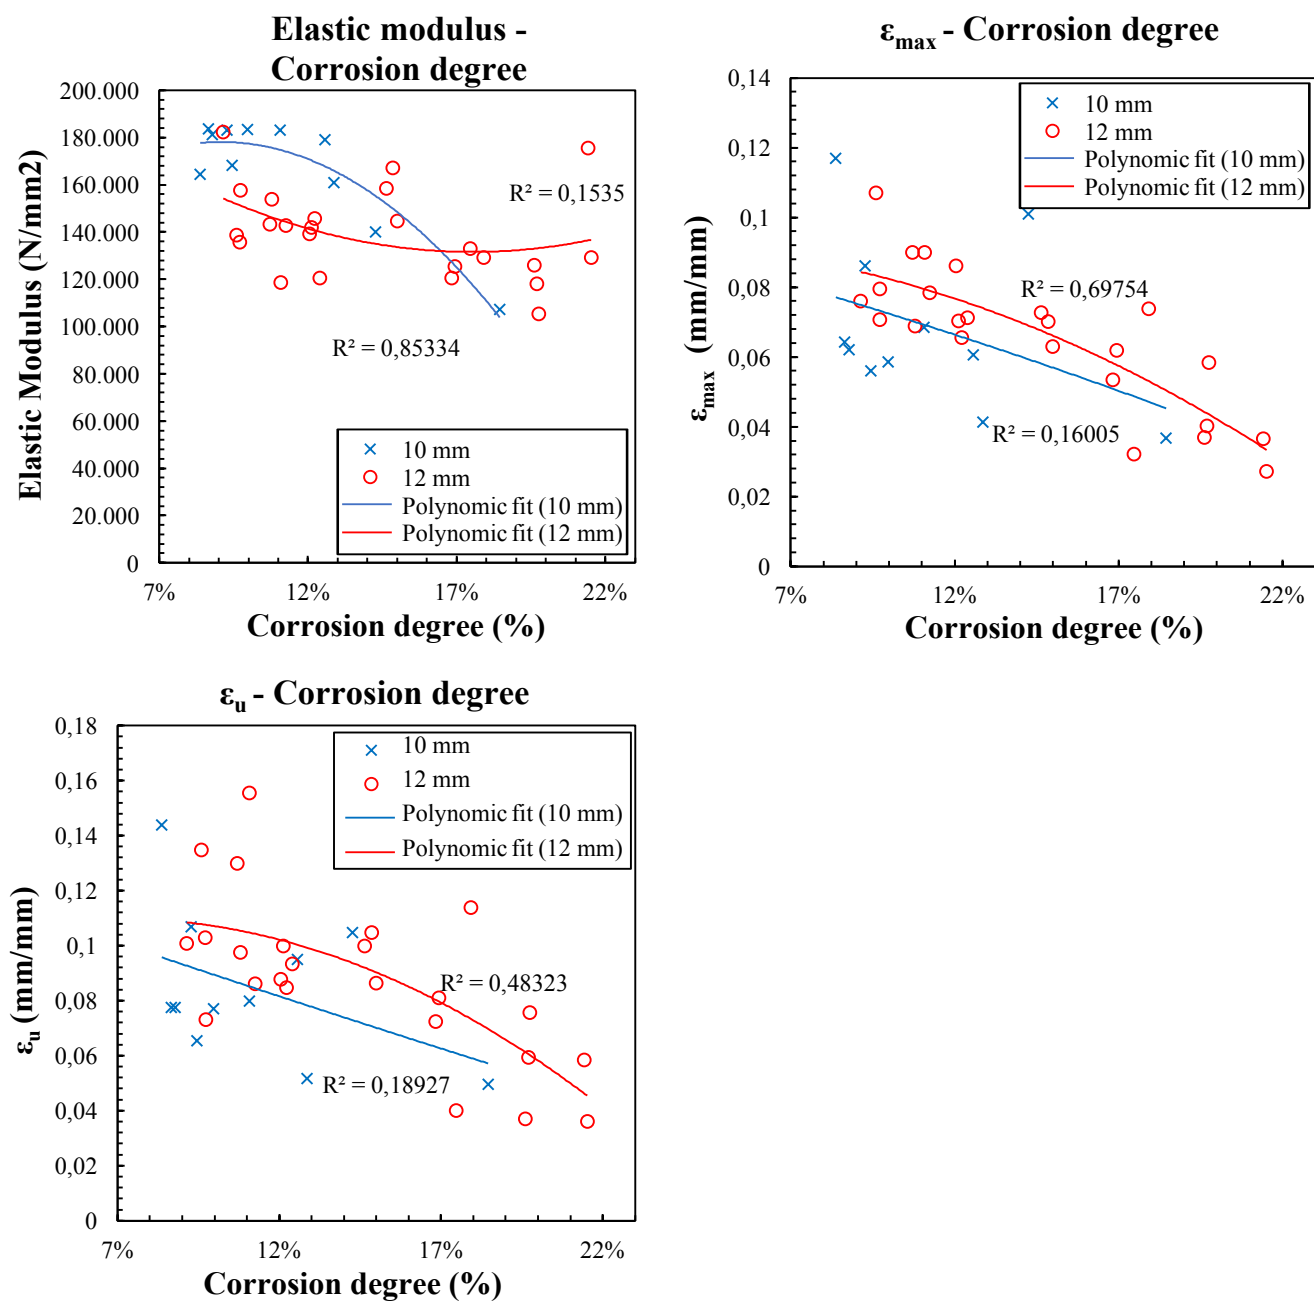 Elastic modulus -
Corrosion degree
200.000
180.000
160.000
140.000
120.000
100.000
80.000
60.000
40.000
20.000
0
Elastic Modulus (N/mm2)
R² = 0,1535
R² = 0,85334
10 mm
12 mm
Polynomic fit (10 mm)
Polynomic fit (12 mm)
7%
12%
17%
22%
Corrosion degree (%)
εmax - Corrosion degree
0,14
0,12
0,1
0,08
0,06
0,04
0,02
0
εmax (mm/mm)
10 mm
12 mm
Polynomic fit (10 mm)
Polynomic fit (12 mm)
R² = 0,69754
R² = 0,16005
7%
12%
17%
22%
Corrosion degree (%)
εu - Corrosion degree
0,18
0,16
0,14
0,12
0,1
0,08
0,06
0,04
0,02
0
εu (mm/mm)
10 mm
12 mm
Polynomic fit (10 mm)
Polynomic fit (12 mm)
R² = 0,48323
R² = 0,18927
7%
12%
17%
22%
Corrosion degree (%)